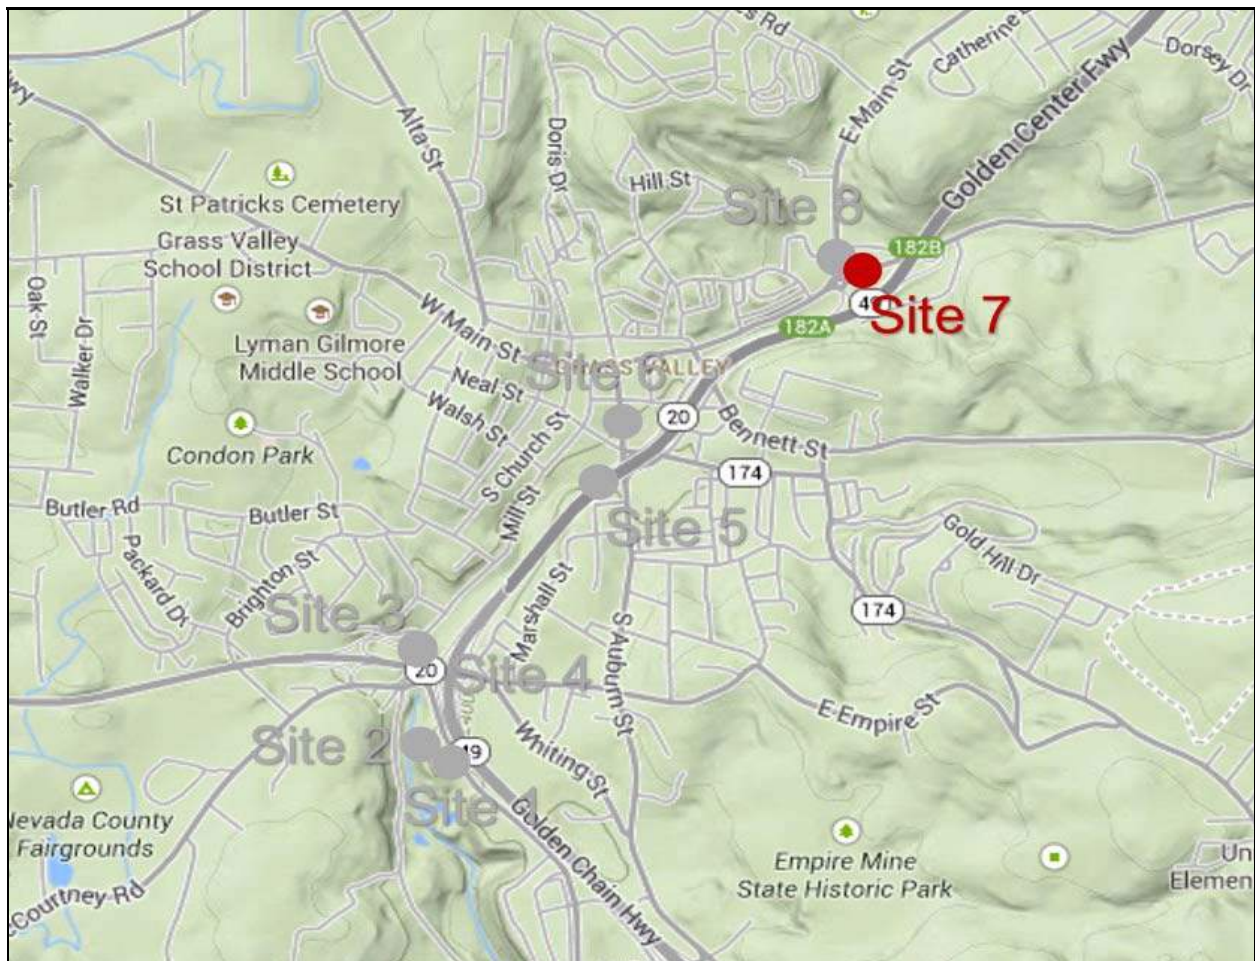 Rd
E Main St
Catherine
Dorsey Dr
wy
Alta St
Doris Dr
Golden Center Fwy
Hill St
St Patricks Cemetery
Site 8
Grass Valley
School District
182B
Oak St
Walker Dr
W Main St
49
Site 7
182A
Lyman Gilmore
Middle School
GRASS VALLEY
Site 6
Neal St
Walsh St
S Church St
20
Bennett St
Condon Park
174
Mill St
Butler Rd
Butler St
Site 5
Gold Hill Dr
Packard Dr
Brighton St
Marshall St
174
Site 3
S Auburn St
20
Site 4
E Empire St
Site 2
49
Whiting St
Site 1
Golden Chain Hwy
Nevada County
Fairgrounds
Empire Mine
State Historic Park
Un
Elemen
cCourtney Rd